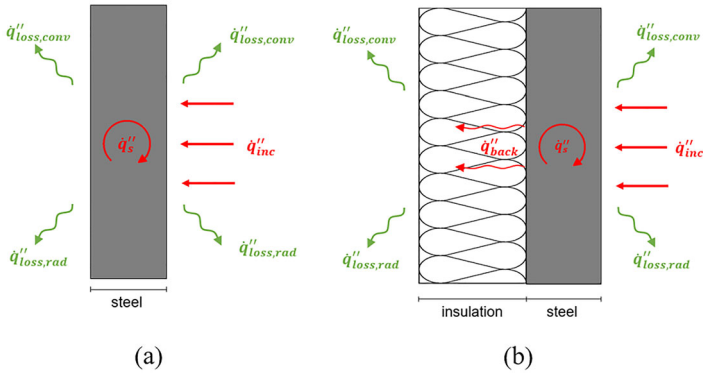 q̇″loss,conv
q̇″loss,conv
q̇″s
q̇″inc
q̇″loss,rad
q̇″loss,rad
steel
(a)
q̇″loss,conv
q̇″loss,conv
q̇″back
q̇″s
q̇″inc
q̇″loss,rad
q̇″loss,rad
insulation
steel
(b)